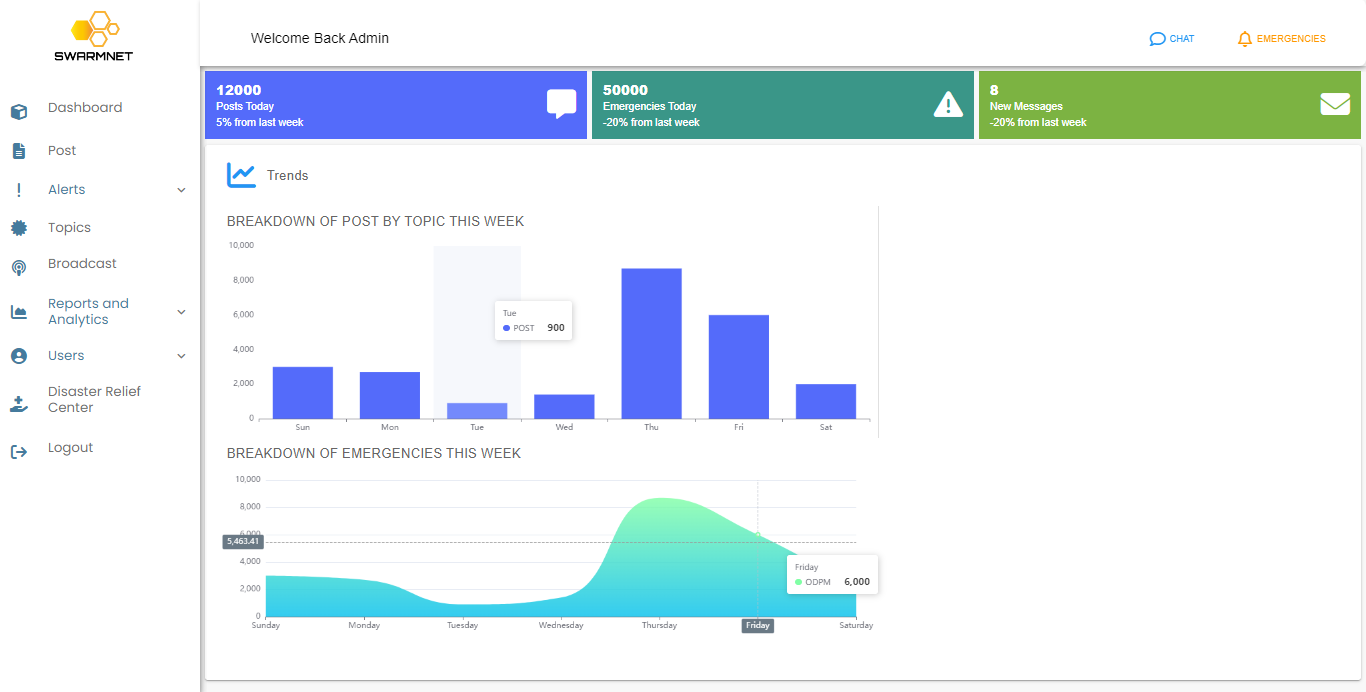 SWARMNET
Dashboard
Post
Alerts
Topics
Broadcast
Reports and
Analytics
Users
Disaster Relief
Center
Logout
Welcome Back Admin
CHAT
EMERGENCIES
12000
Posts Today
5% from last week
50000
Emergencies Today
-20% from last week
8
New Messages
-20% from last week
Trends
BREAKDOWN OF POST BY TOPIC THIS WEEK
10,000
8,000
6,000
4,000
2,000
0
Tue
POST 900
Sun Mon Tue Wed Thu Fri Sat
BREAKDOWN OF EMERGENCIES THIS WEEK
10,000
8,000
6,000
5,463.41
4,000
2,000
0
Friday
ODPM 6,000
Sunday Monday Tuesday Wednesday Thursday Friday Saturday